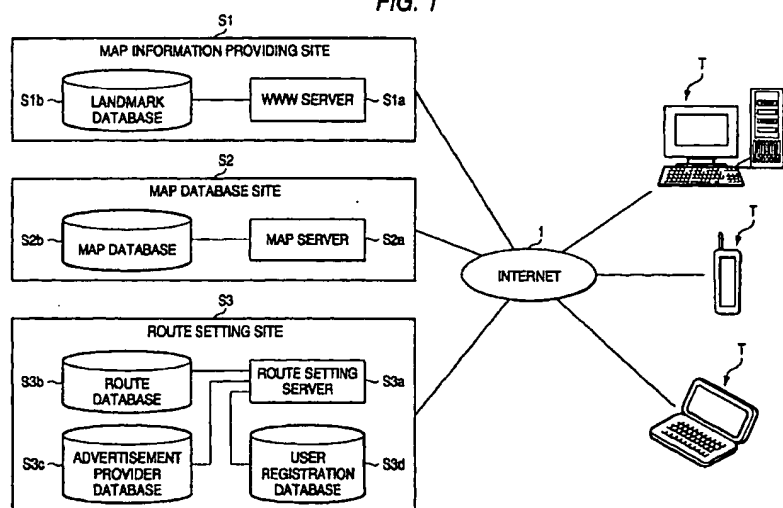 FIG. 1
S1
MAP INFORMATION PROVIDING SITE
S1b
LANDMARK
DATABASE
WWW SERVER
S1a
S2
MAP DATABASE SITE
S2b
MAP DATABASE
MAP SERVER
S2a
S3
ROUTE SETTING SITE
S3b
ROUTE
DATABASE
ROUTE SETTING
SERVER
S3a
S3c
ADVERTISEMENT
PROVIDER
DATABASE
USER
REGISTRATION
DATABASE
S3d
1
INTERNET
T
T
T